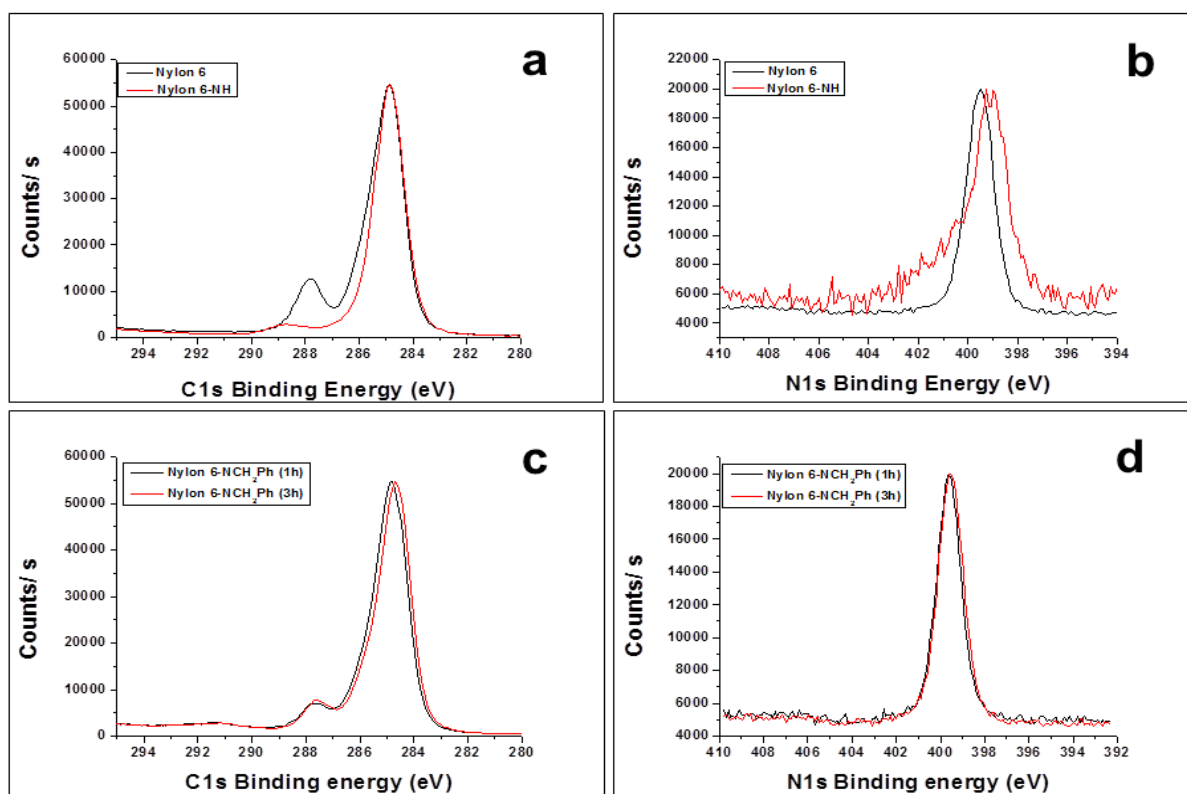 a
Nylon 6
Nylon 6-NH
Counts/ s
60000
50000
40000
30000
20000
10000
0
294 292 290 288 286 284 282 280
C1s Binding Energy (eV)
b
Nylon 6
Nylon 6-NH
Counts/ s
22000
20000
18000
16000
14000
12000
10000
8000
6000
4000
410 408 406 404 402 400 398 396 394
N1s Binding Energy (eV)
c
Nylon 6-NCH₂Ph (1h)
Nylon 6-NCH₂Ph (3h)
Counts/ s
60000
50000
40000
30000
20000
10000
0
294 292 290 288 286 284 282 280
C1s Binding energy (eV)
d
Nylon 6-NCH₂Ph (1h)
Nylon 6-NCH₂Ph (3h)
Counts/ s
20000
18000
16000
14000
12000
10000
8000
6000
4000
410 408 406 404 402 400 398 396 394 392
N1s Binding energy (eV)